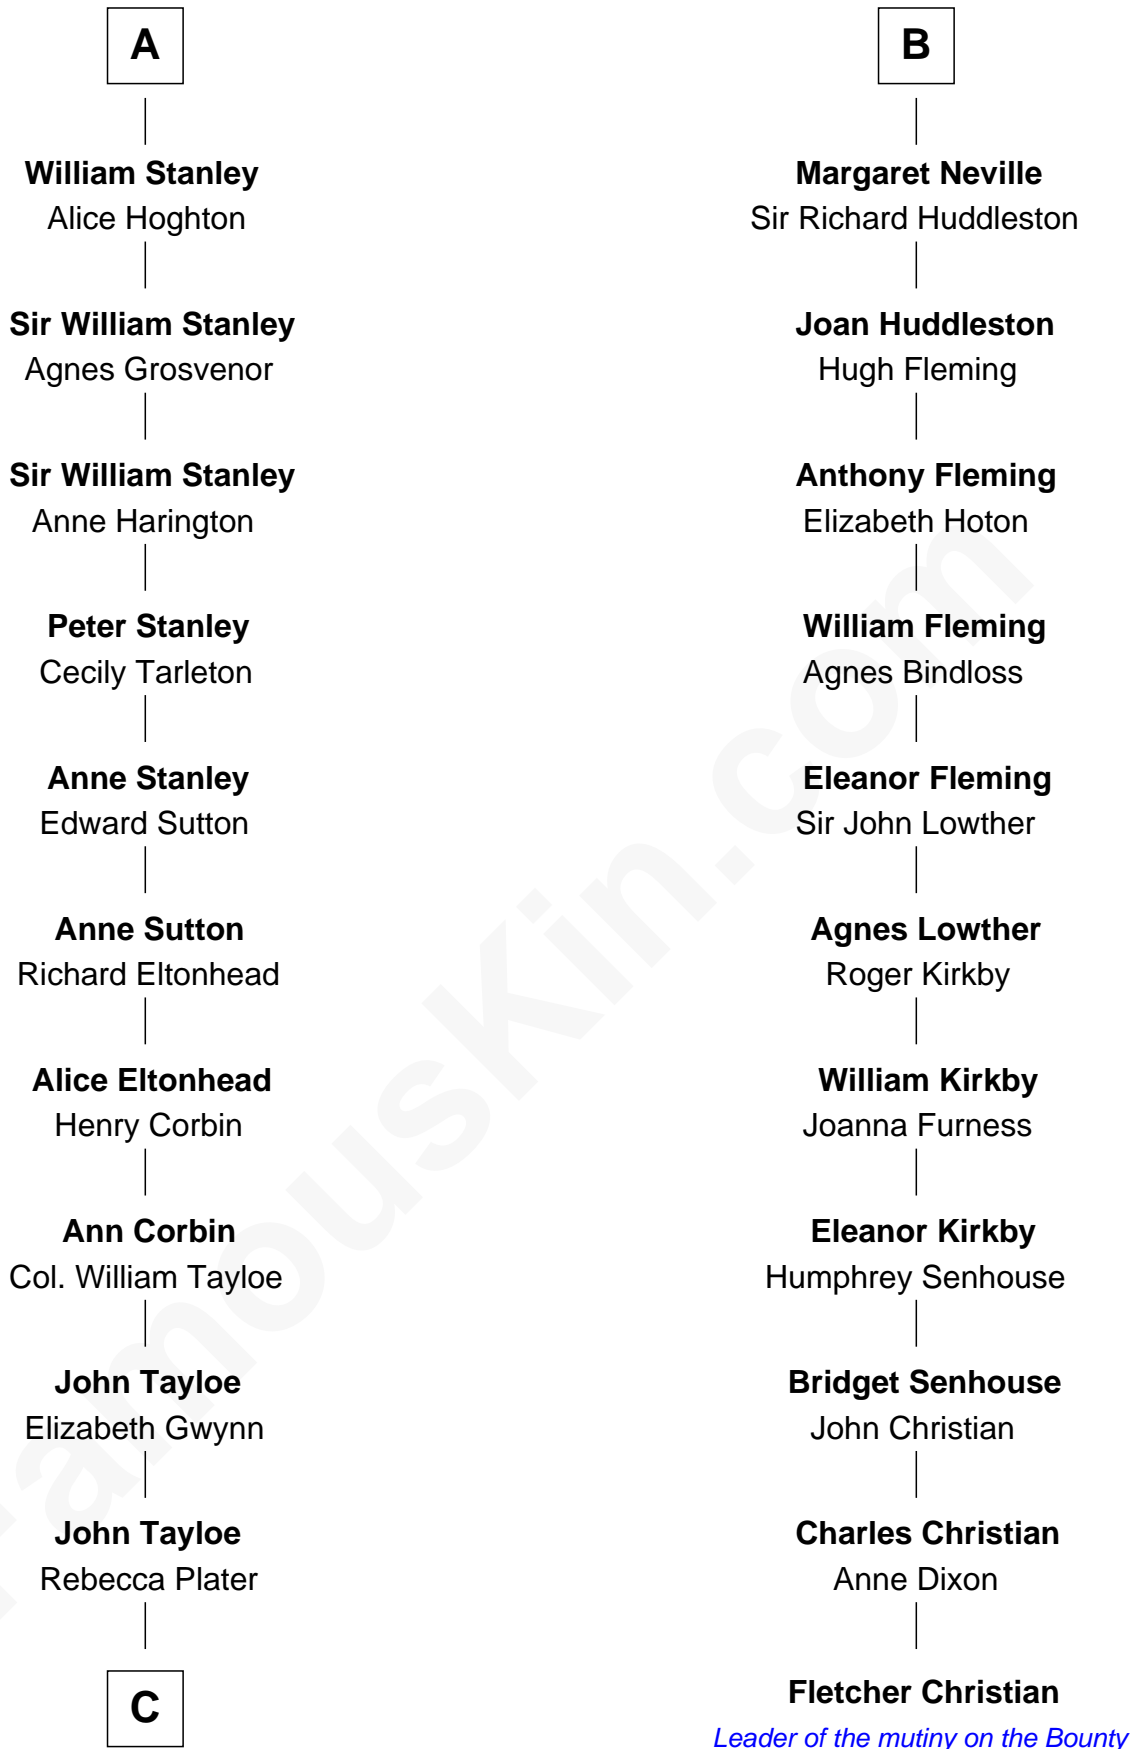 A
William Stanley
Alice Hoghton
Sir William Stanley
Agnes Grosvenor
Sir William Stanley
Anne Harington
Peter Stanley
Cecily Tarleton
Anne Stanley
Edward Sutton
Anne Sutton
Richard Eltonhead
Alice Eltonhead
Henry Corbin
Ann Corbin
Col. William Tayloe
John Tayloe
Elizabeth Gwynn
John Tayloe
Rebecca Plater
C
B
Margaret Neville
Sir Richard Huddleston
Joan Huddleston
Hugh Fleming
Anthony Fleming
Elizabeth Hoton
William Fleming
Agnes Bindloss
Eleanor Fleming
Sir John Lowther
Agnes Lowther
Roger Kirkby
William Kirkby
Joanna Furness
Eleanor Kirkby
Humphrey Senhouse
Bridget Senhouse
John Christian
Charles Christian
Anne Dixon
Fletcher Christian
Leader of the mutiny on the Bounty
FamousKin.com